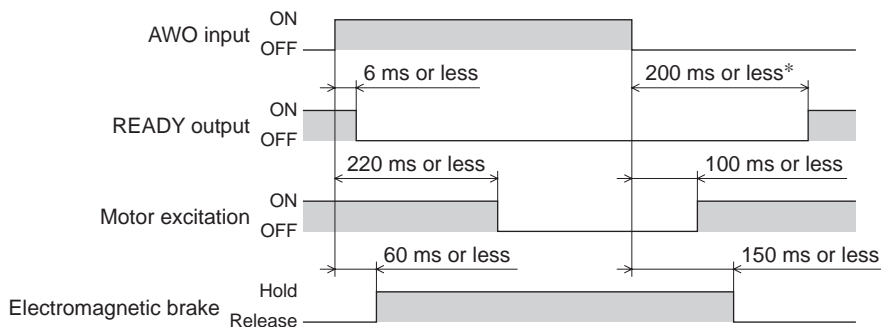 AWO input
ON
OFF
6 ms or less
200 ms or less*
READY output
ON
OFF
220 ms or less
100 ms or less
Motor excitation
ON
OFF
60 ms or less
150 ms or less
Electromagnetic brake
Hold
Release